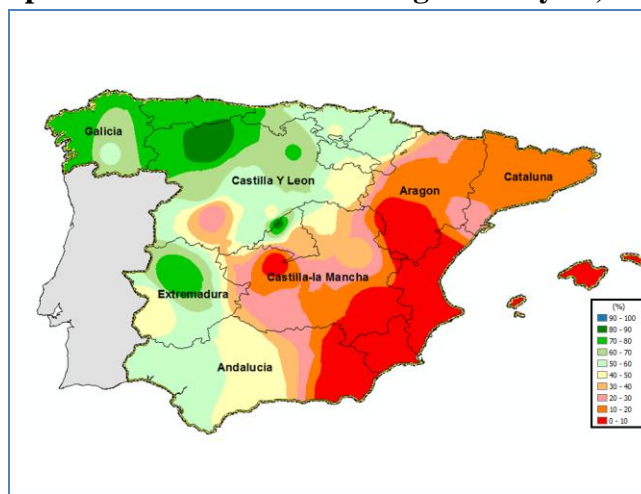 Galicia
Castilla Y Leon
Aragon
Cataluna
Castilla-la Mancha
Extremadura
Andalucia
(%)
90 - 100
80 - 90
70 - 80
60 - 70
50 - 60
40 - 50
30 - 40
20 - 30
10 - 20
0 - 10